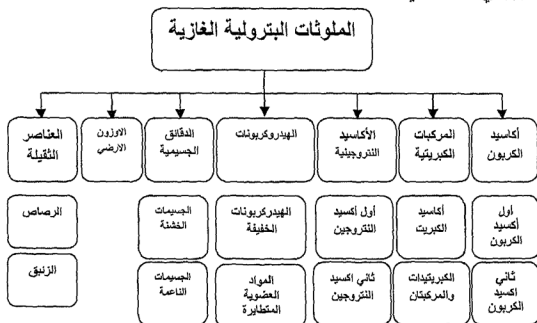 الملوثات البترولية الغازية
أكاسيد
الكربون
المركبات
الكبريتية
الأكاسيد
النتروجينية
الهيدروكربونات
الدقائق
الجسيمية
الاوزون
الارضي
العناصر
الثقيلة
أول
أكسيد
الكربون
أكاسيد
الكبريت
أول أكسيد
النتروجين
الهيدركربونات
الخفيفة
الجسيمات
الخشنة
الرصاص
ثاني
اكسيد
الكربون
الكبريتيدات
والمركبتان
ثاني اكسيد
النتروجين
المواد
العضوية
المتطايرة
الجسيمات
الناعمة
الزئبق